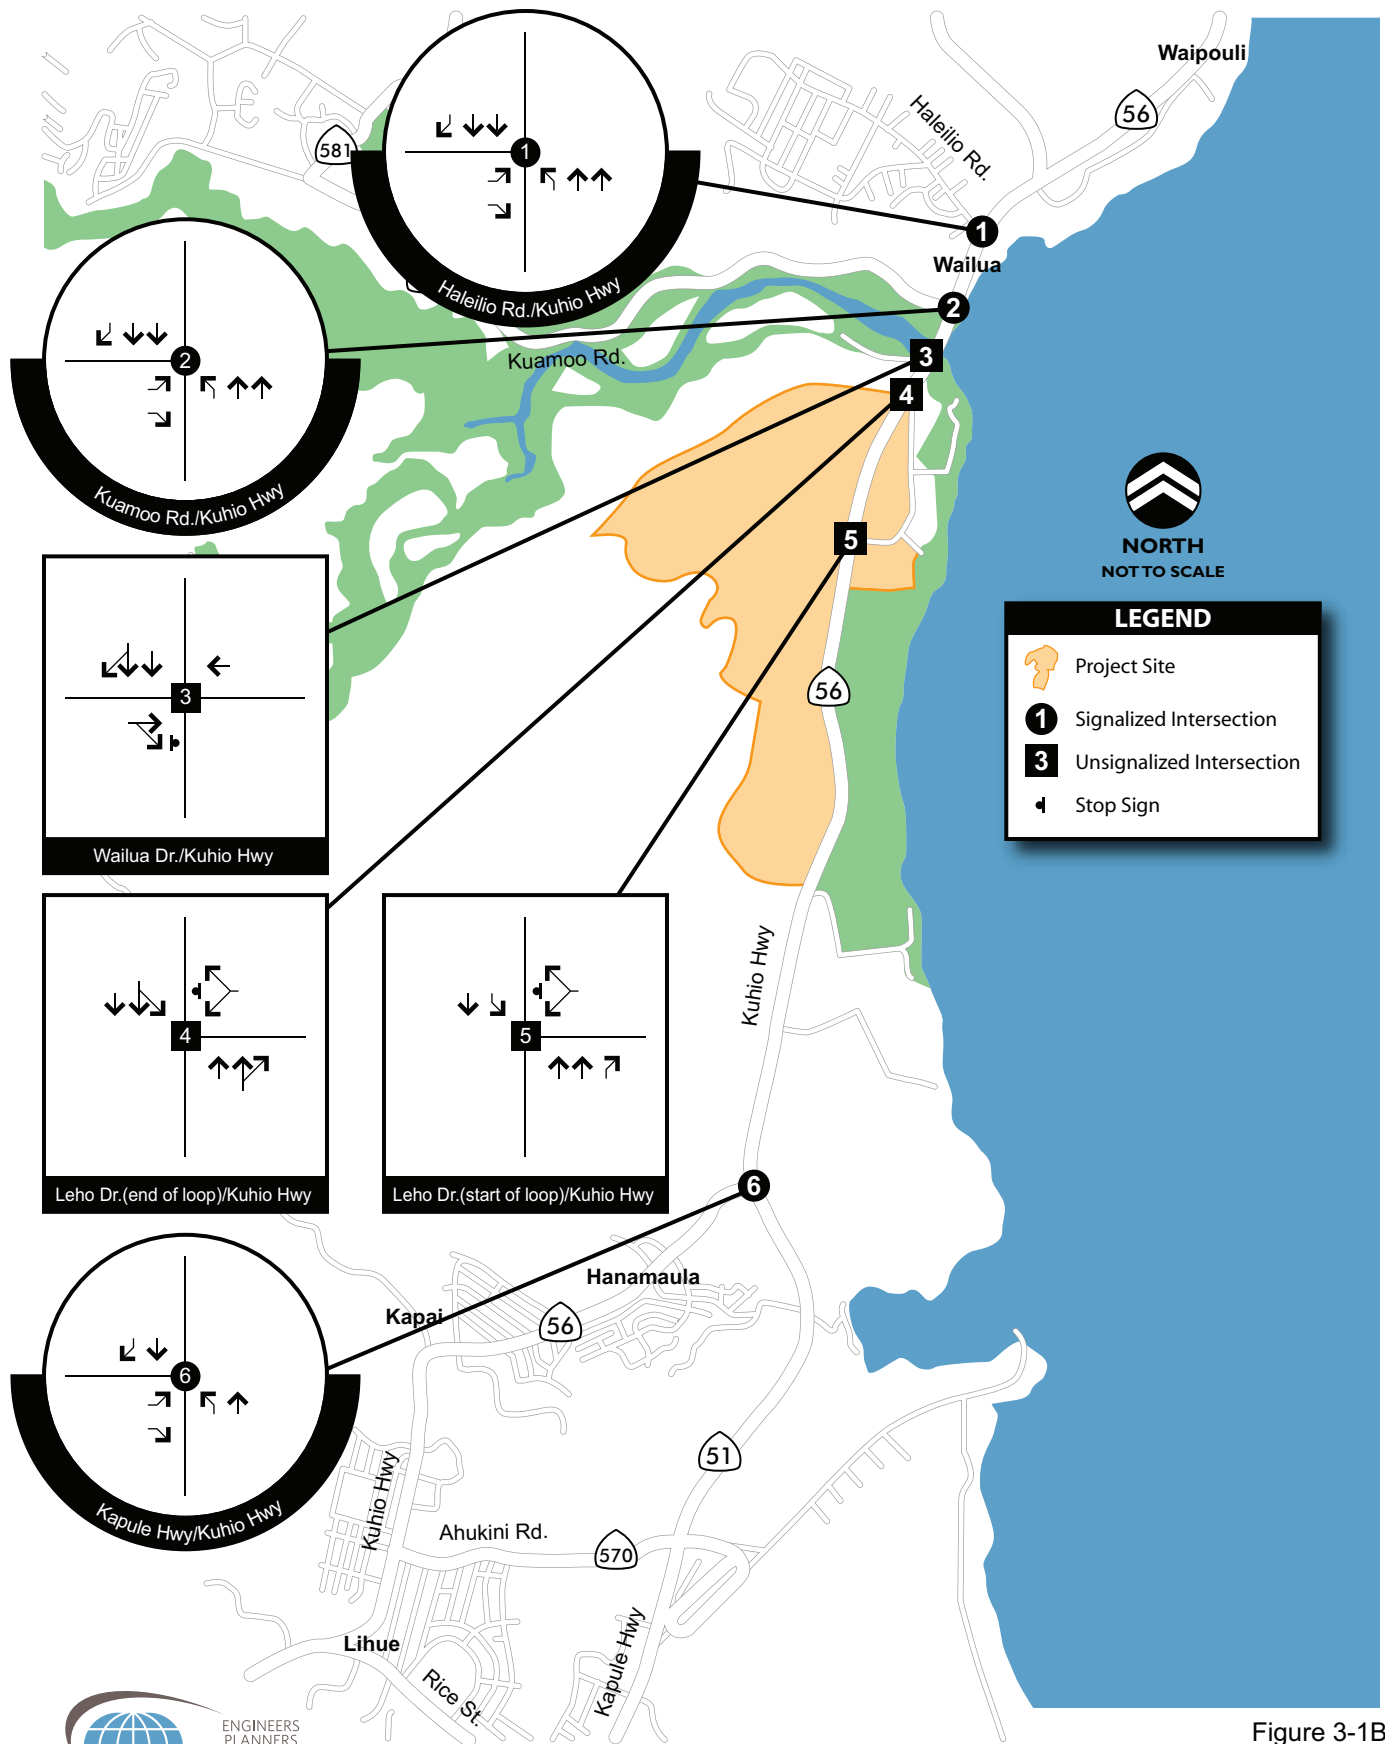 Waipouli
56
Haleilio Rd.
581
1
Haleilio Rd./Kuhio Hwy
1
Wailua
2
2
Kuamoo Rd./Kuhio Hwy
Kuamoo Rd.
3
4
5
NORTH
NOT TO SCALE
LEGEND
Project Site
1 Signalized Intersection
3 Unsignalized Intersection
Stop Sign
56
3
Wailua Dr./Kuhio Hwy
4
Leho Dr.(end of loop)/Kuhio Hwy
5
Leho Dr.(start of loop)/Kuhio Hwy
Kuhio Hwy
6
Hanamaula
Kapai
56
6
Kapule Hwy/Kuhio Hwy
51
Kuhio Hwy
Ahukini Rd.
570
Kapule Hwy
Lihue
Rice St.
ENGINEERS
PLANNERS
Figure 3-1B